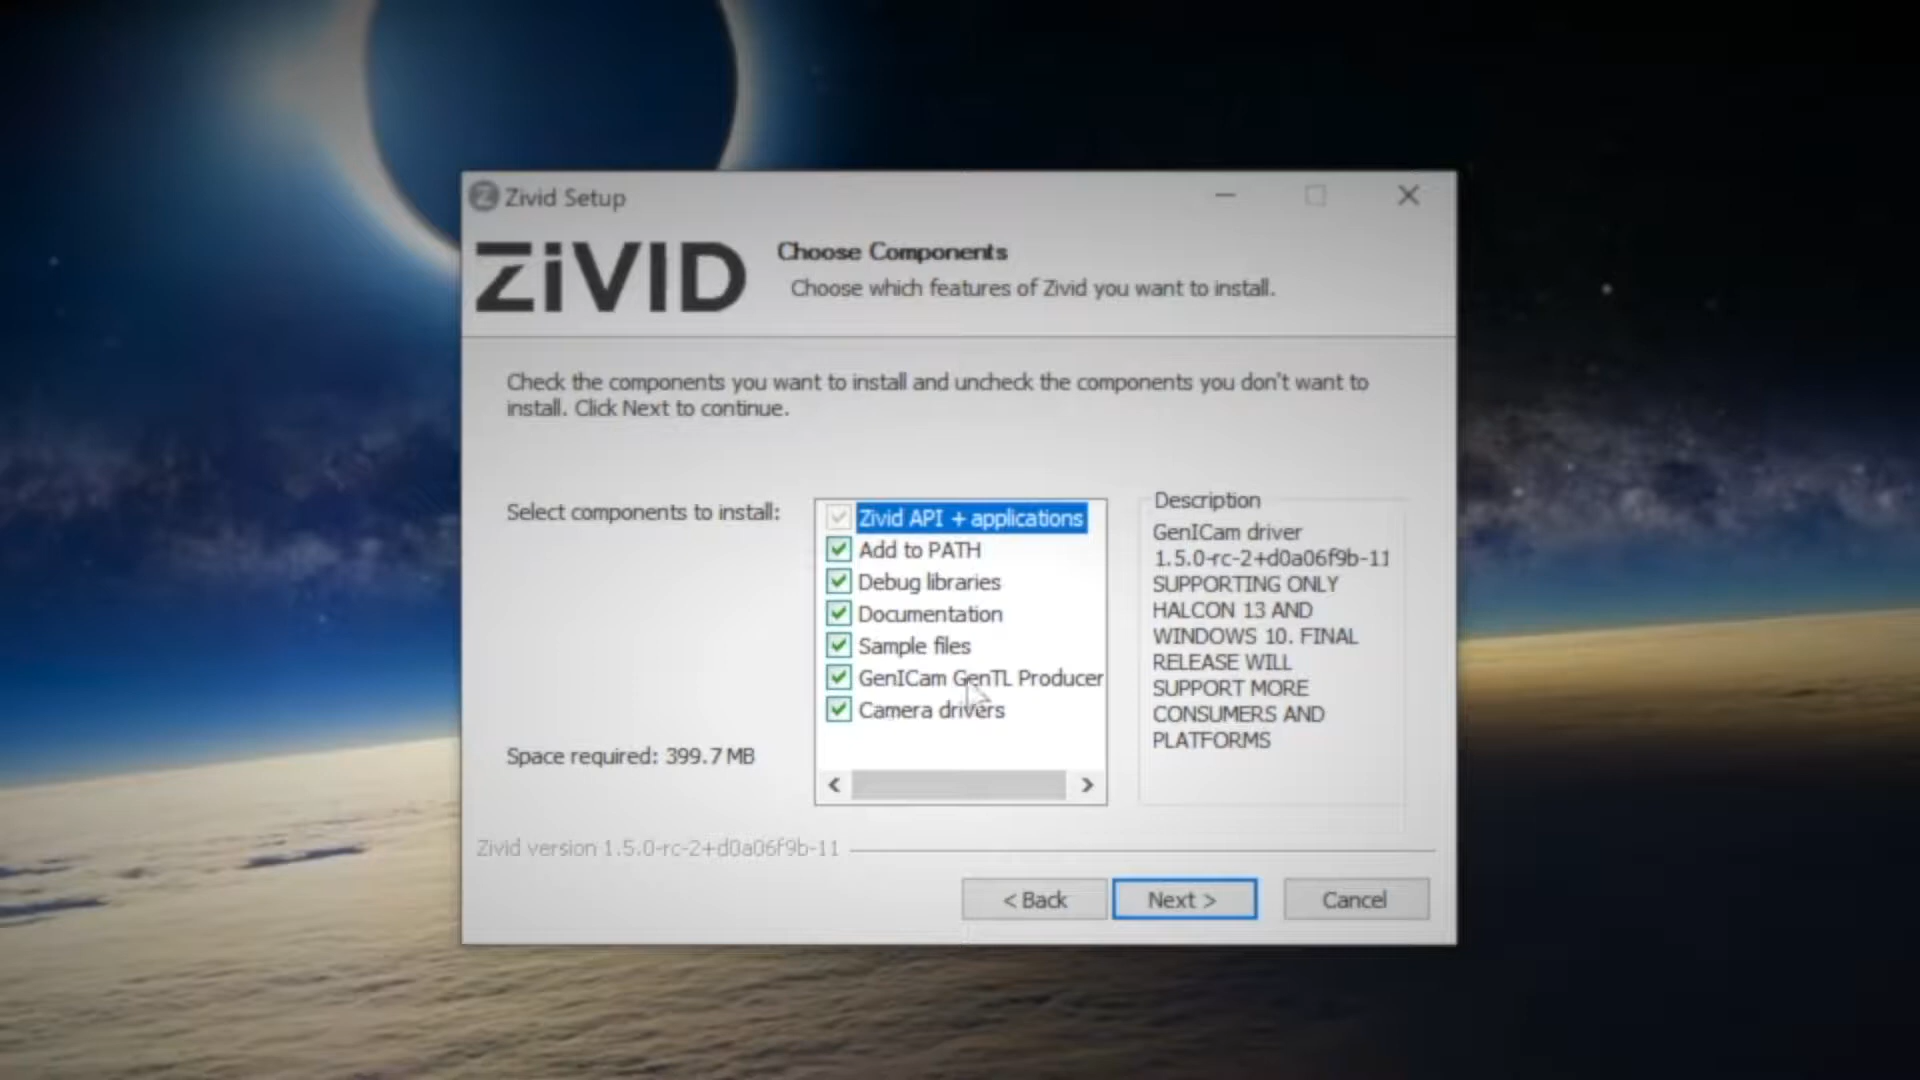 Zivid Setup
ZiVID
Choose Components
Choose which features of Zivid you want to install.
Check the components you want to install and uncheck the components you don't want to
install. Click Next to continue.
Select components to install:
Zivid API + applications
Add to PATH
Debug libraries
Documentation
Sample files
GenICam GenTL Producer
Camera drivers
Description
GenICam driver
1.5.0-rc-2+d0a06f9b-11
SUPPORTING ONLY
HALCON 13 AND
WINDOWS 10. FINAL
RELEASE WILL
SUPPORT MORE
CONSUMERS AND
PLATFORMS
Space required: 399.7 MB
Zivid version 1.5.0-rc-2+d0a06f9b-11
< Back
Next >
Cancel